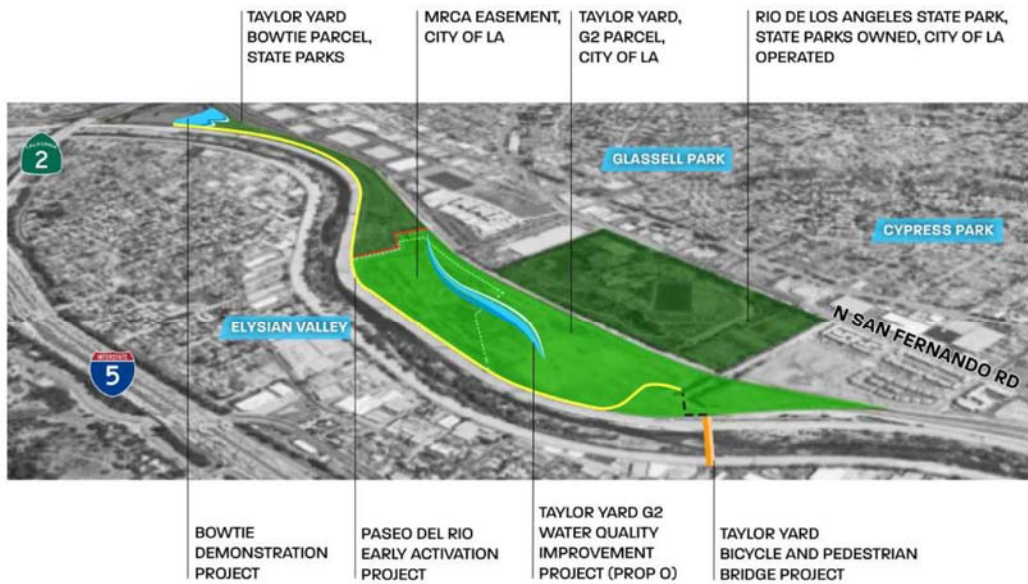 TAYLOR YARD
BOWTIE PARCEL,
STATE PARKS
MRCA EASEMENT,
CITY OF LA
TAYLOR YARD,
G2 PARCEL,
CITY OF LA
RIO DE LOS ANGELES STATE PARK,
STATE PARKS OWNED, CITY OF LA
OPERATED
CALIFORNIA
2
GLASSELL PARK
CYPRESS PARK
ELYSIAN VALLEY
N SAN FERNANDO RD
INTERSTATE
5
BOWTIE
DEMONSTRATION
PROJECT
PASEO DEL RIO
EARLY ACTIVATION
PROJECT
TAYLOR YARD G2
WATER QUALITY
IMPROVEMENT
PROJECT (PROP O)
TAYLOR YARD
BICYCLE AND PEDESTRIAN
BRIDGE PROJECT